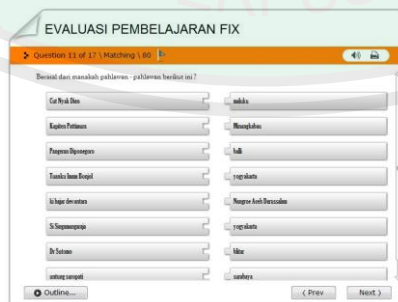 EVALUASI PEMBELAJARAN FIX
Question 11 of 17 \ Matching \ 80
Berasal dari manakah pahlawan - pahlawan berikut ini ?
Cut Nyak Dien
maluku
Kapiten Pattimura
Minangkabau
Pangeran Diponegoro
balli
Tuanku Imam Bonjol
yogyakarta
ki hajar dewantara
Nangroe Aceh Darussalam
Si Singamangaraja
yogyakarta
Dr Sutomo
blitar
untung surapati
surabaya
Outline...
Prev
Next